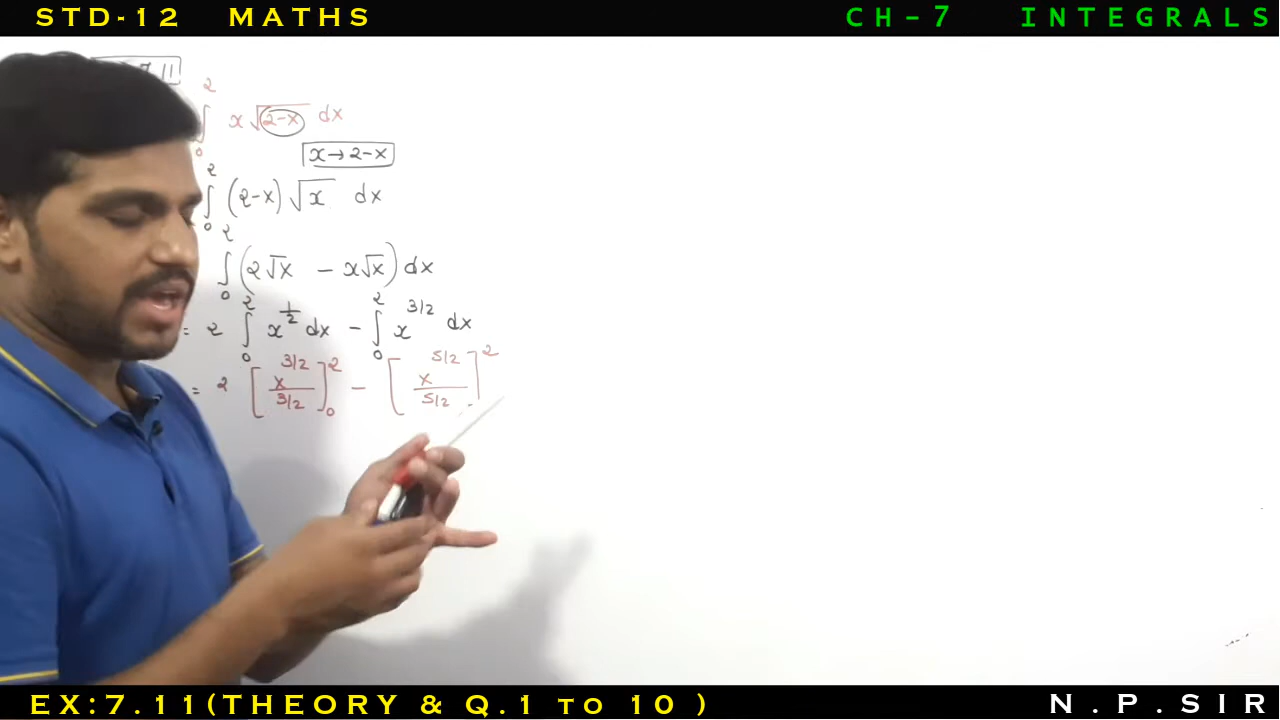 STD-12 MATHS
CH-7 INTEGRALS
7.11
∫₀² x √(2-x) dx
x → 2-x
∫₀² (2-x) √x dx
∫₀² (2√x - x√x) dx
= 2 ∫₀² x^(1/2) dx - ∫₀² x^(3/2) dx
= 2 [x^(3/2) / (3/2)]₀² - [x^(5/2) / (5/2)]²
EX:7.11(THEORY & Q.1 TO 10 )
N.P.SIR